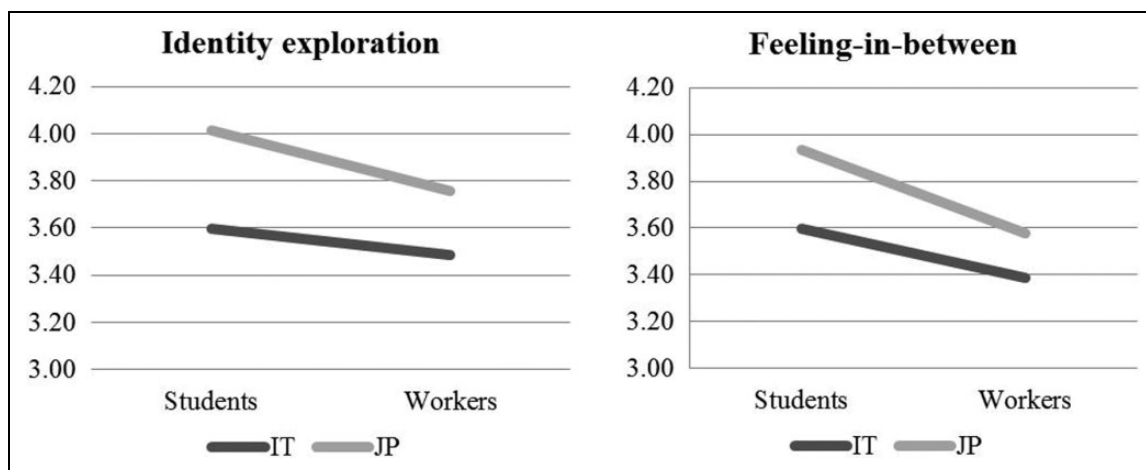 Identity exploration
4.20
4.00
3.80
3.60
3.40
3.20
3.00
Students Workers
IT JP
Feeling-in-between
4.20
4.00
3.80
3.60
3.40
3.20
3.00
Students Workers
IT JP